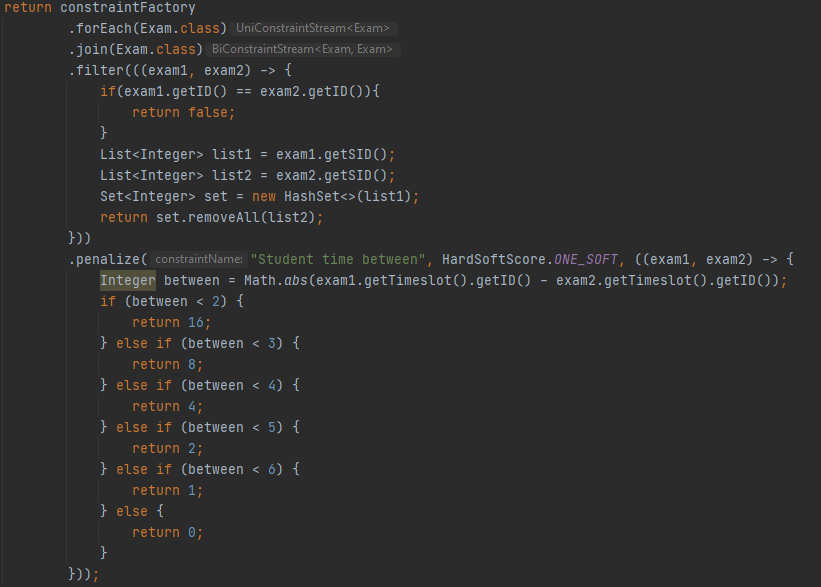 return constraintFactory
.forEach(Exam.class) UniConstraintStream<Exam>
.join(Exam.class) BiConstraintStream<Exam, Exam>
.filter(((exam1, exam2) -> {
if(exam1.getID() == exam2.getID()){
return false;
}
List<Integer> list1 = exam1.getSID();
List<Integer> list2 = exam2.getSID();
Set<Integer> set = new HashSet<>(list1);
return set.removeAll(list2);
}))
.penalize( constraintName: "Student time between", HardSoftScore.ONE_SOFT, ((exam1, exam2) -> {
Integer between = Math.abs(exam1.getTimeslot().getID() - exam2.getTimeslot().getID());
if (between < 2) {
return 16;
} else if (between < 3) {
return 8;
} else if (between < 4) {
return 4;
} else if (between < 5) {
return 2;
} else if (between < 6) {
return 1;
} else {
return 0;
}
}));